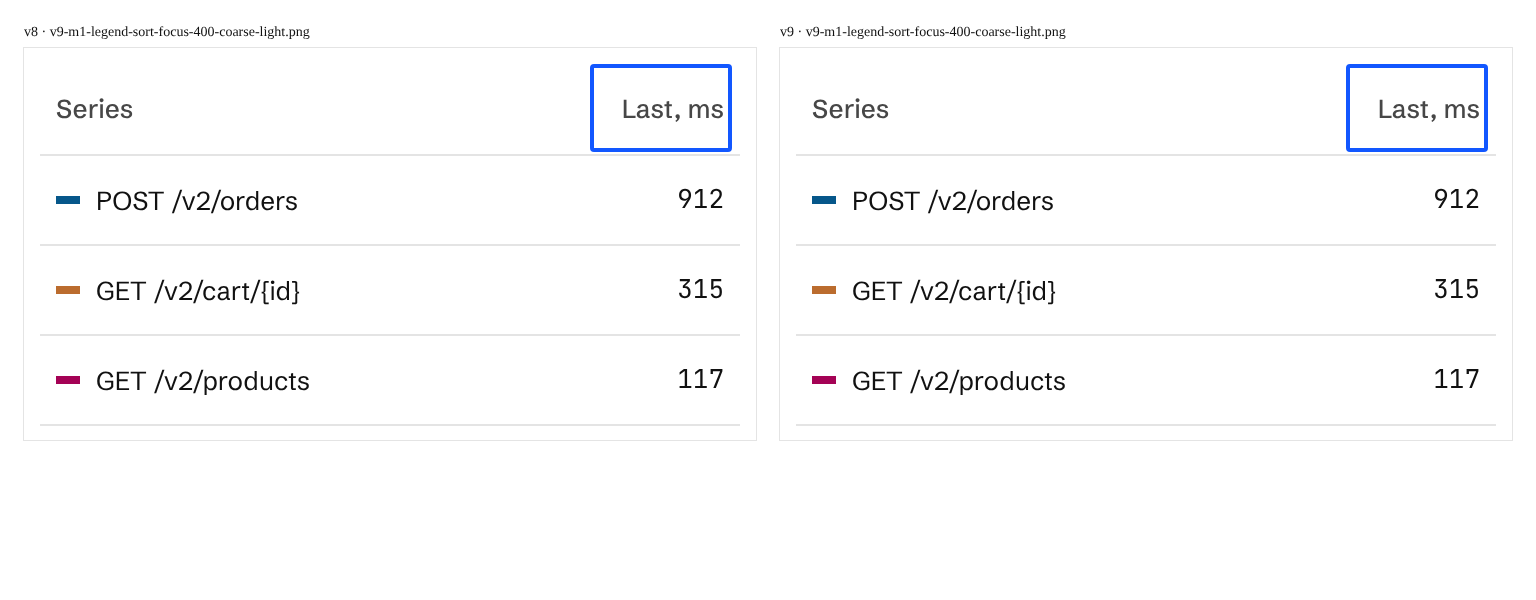 v8 · v9-m1-legend-sort-focus-400-coarse-light.png
Series Last, ms
POST /v2/orders 912
GET /v2/cart/{id} 315
GET /v2/products 117
v9 · v9-m1-legend-sort-focus-400-coarse-light.png
Series Last, ms
POST /v2/orders 912
GET /v2/cart/{id} 315
GET /v2/products 117